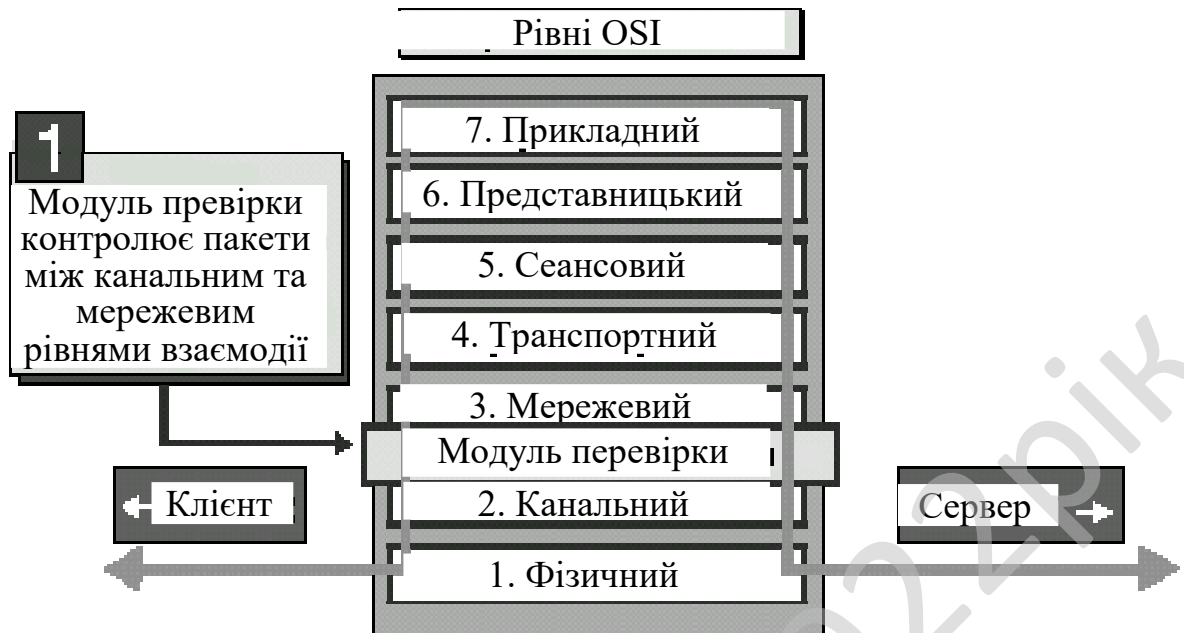 Рівні OSI
1
Модуль превірки
контролює пакети
між канальним та
мережевим
рівнями взаємодії
7. Прикладний
6. Представницький
5. Сеансовий
4. Транспортний
3. Мережевий
Модуль перевірки
2. Канальний
1. Фізичний
Клієнт
Сервер
022рік